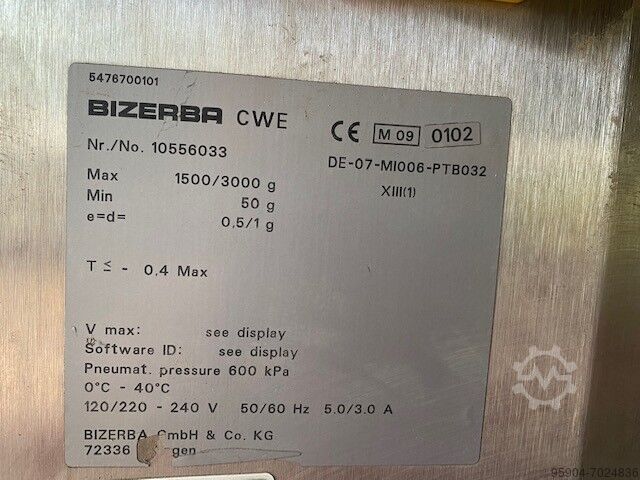 5476700101
BIZERBA CWE
CE M 09 0102
Nr./No. 10556033
DE-07-MI006-PTB032
Max 1500/3000 g
XIII(1)
Min 50 g
e=d= 0,5/1 g
T ≤ - 0,4 Max
V max: see display
Software ID: see display
Pneumat. pressure 600 kPa
0°C - 40°C
120/220 - 240 V 50/60 Hz 5.0/3.0 A
BIZERBA GmbH & Co. KG
72336
95904-7024836